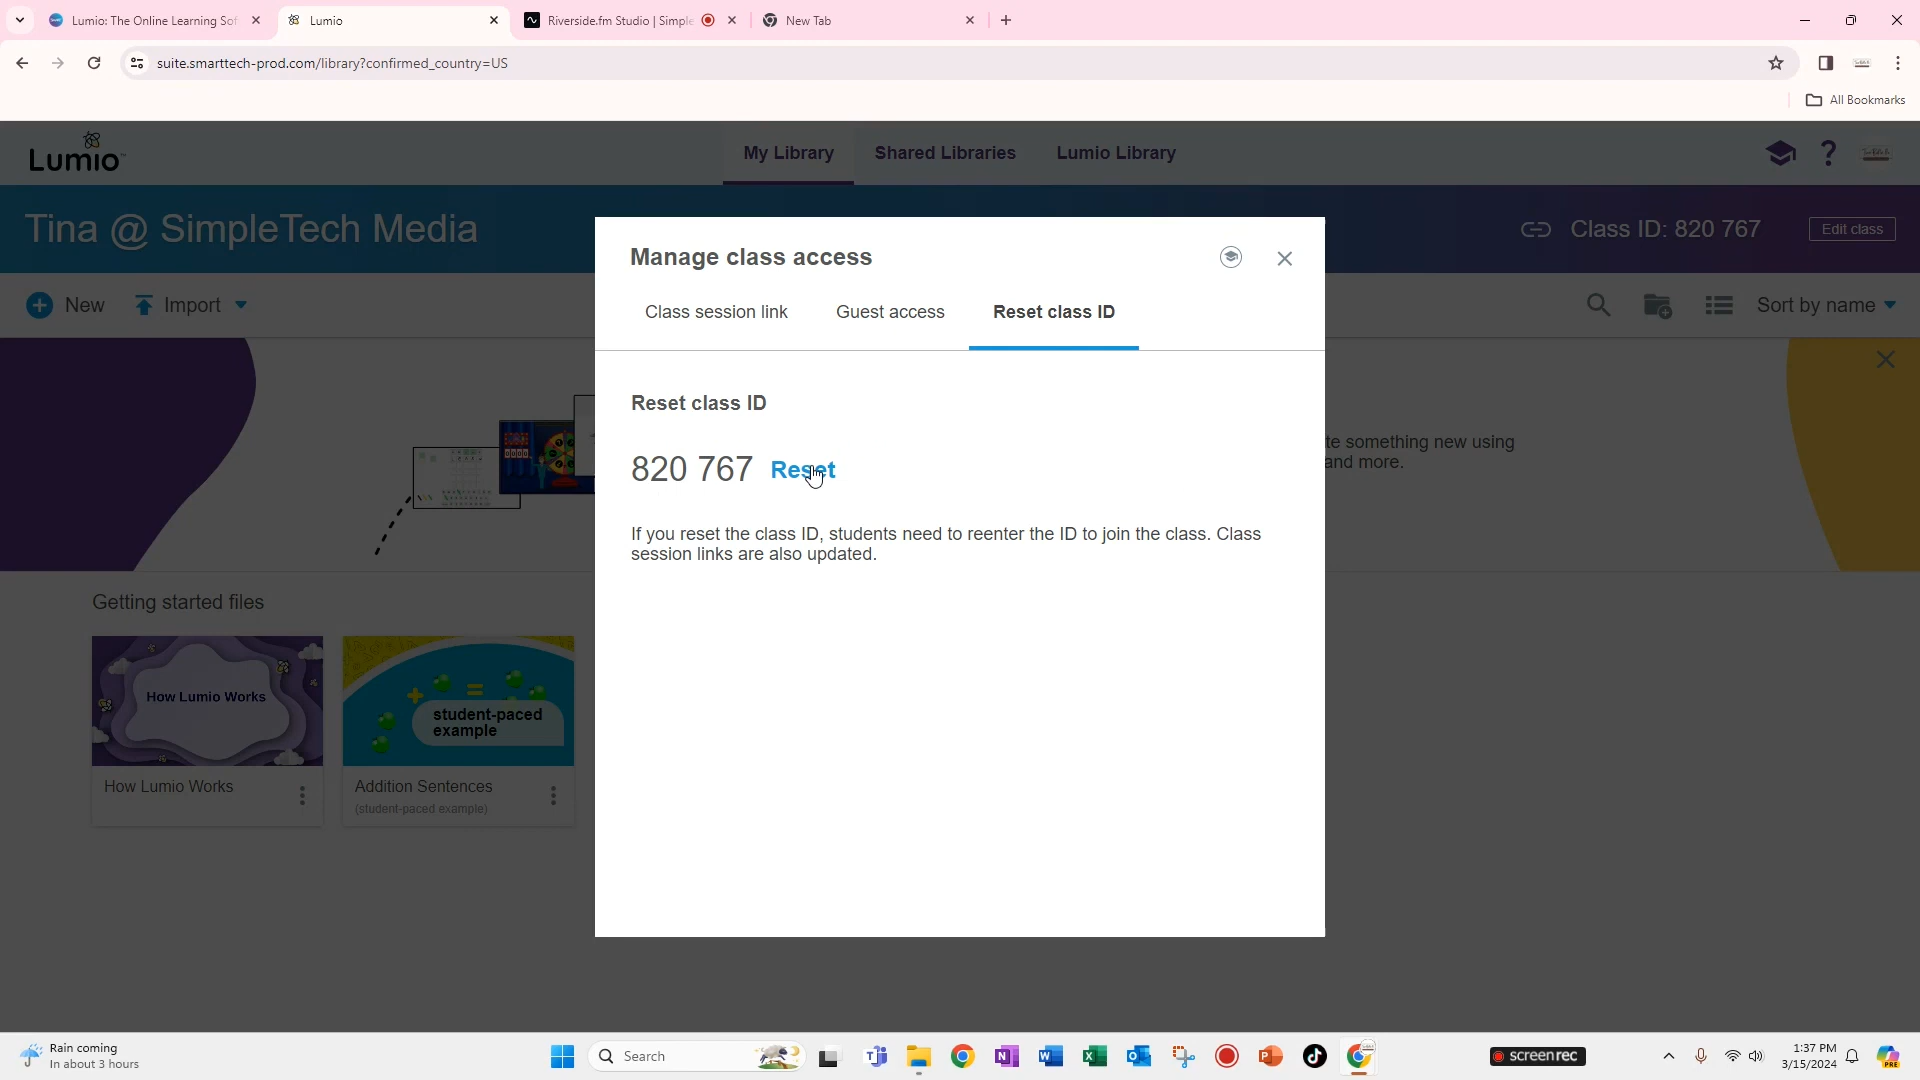 Lumio: The Online Learning Sof
Lumio
Riverside.fm Studio | Simple
New Tab
suite.smarttech-prod.com/library?confirmed_country=US
All Bookmarks
Lumio
My Library
Shared Libraries
Lumio Library
Tina @ SimpleTech Media
Class ID: 820 767
Edit class
New
Import
Sort by name
Manage class access
Class session link
Guest access
Reset class ID
Reset class ID
820 767 Reset
If you reset the class ID, students need to reenter the ID to join the class. Class
session links are also updated.
te something new using
and more.
Getting started files
How Lumio Works
student-paced
example
How Lumio Works
Addition Sentences
(student-paced example)
Rain coming
In about 3 hours
Search
screenrec
1:37 PM
3/15/2024
PRE